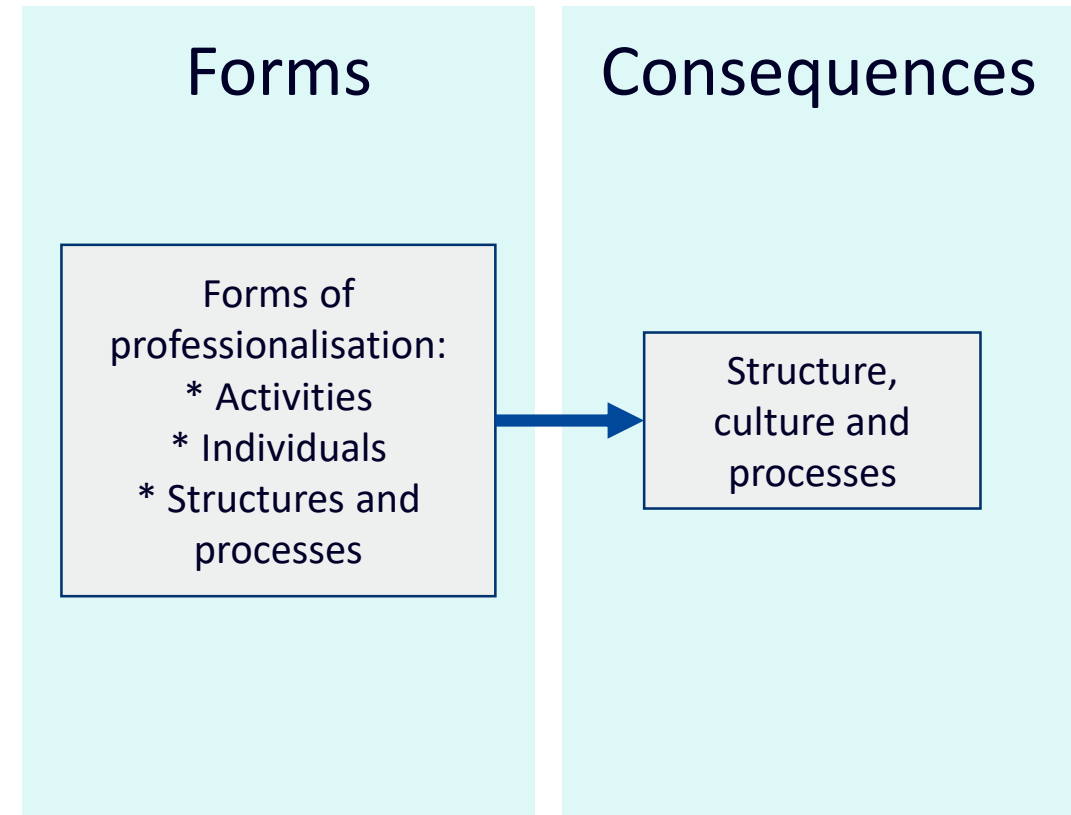 Forms
Consequences
Forms of
professionalisation:
* Activities
* Individuals
* Structures and
processes
Structure,
culture and
processes